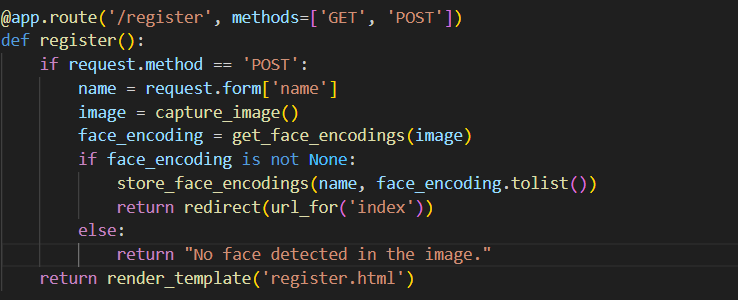 @app.route('/register', methods=['GET', 'POST'])
def register():
    if request.method == 'POST':
        name = request.form['name']
        image = capture_image()
        face_encoding = get_face_encodings(image)
        if face_encoding is not None:
            store_face_encodings(name, face_encoding.tolist())
            return redirect(url_for('index'))
        else:
            return "No face detected in the image."
    return render_template('register.html')